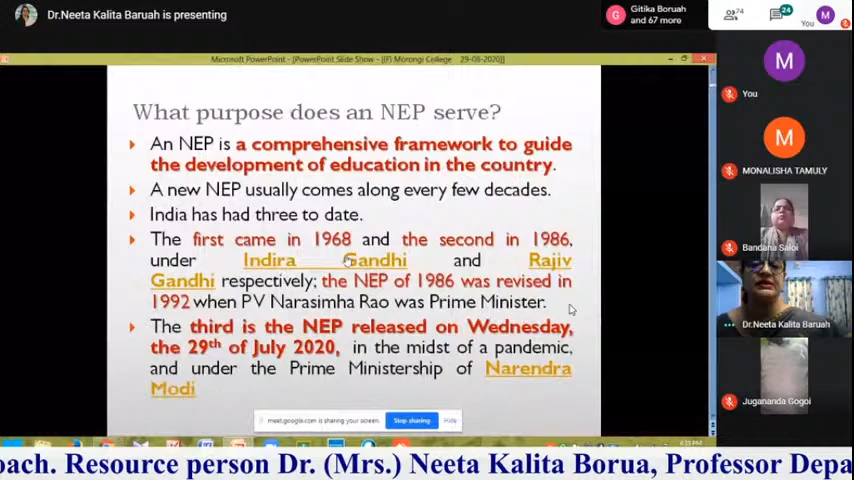 Dr.Neeta Kalita Baruah is presenting
Gitika Boruah
and 67 more
74
24
You
M
Microsoft PowerPoint - [PowerPoint Slide Show - [(F) Morongi College 29-08-2020]]
What purpose does an NEP serve?
An NEP is a comprehensive framework to guide
the development of education in the country.
A new NEP usually comes along every few decades.
India has had three to date.
The first came in 1968 and the second in 1986,
under Indira Gandhi and Rajiv
Gandhi respectively; the NEP of 1986 was revised in
1992 when PV Narasimha Rao was Prime Minister.
The third is the NEP released on Wednesday,
the 29th of July 2020, in the midst of a pandemic,
and under the Prime Ministership of Narendra
Modi
meet.google.com is sharing your screen. Stop sharing Hide
M
You
M
MONALISHA TAMULY
Bandana Saloi
Dr.Neeta Kalita Baruah
Jugananda Gogoi
oach. Resource person Dr. (Mrs.) Neeta Kalita Borua, Professor Depa